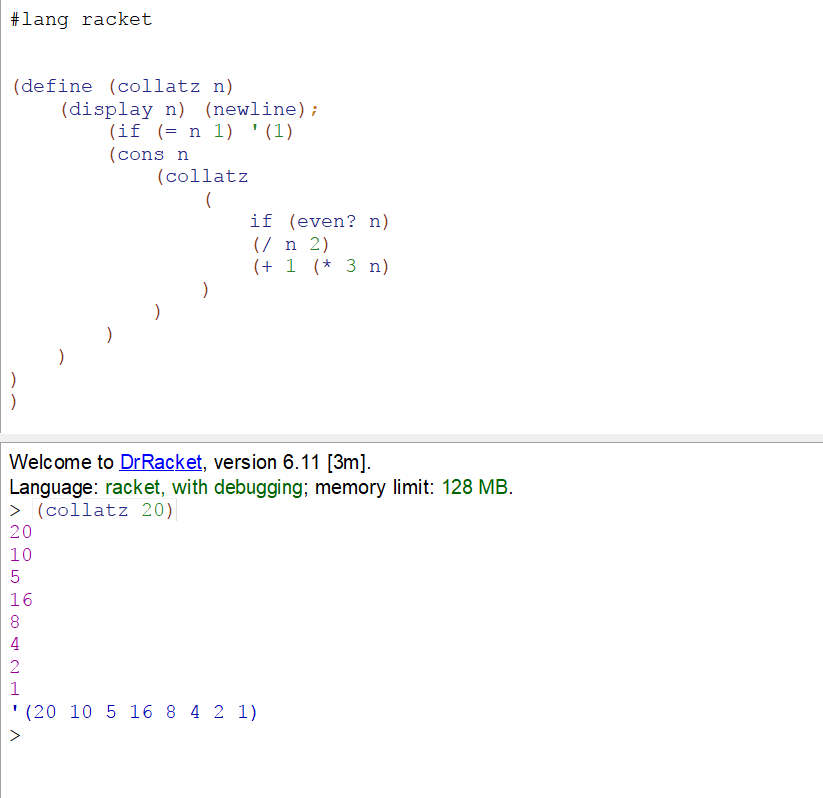 #lang racket
(define (collatz n)
(display n) (newline);
(if (= n 1) '(1)
(cons n
(collatz
(
if (even? n)
(/ n 2)
(+ 1 (* 3 n)
)
)
)
)
)
)
Welcome to DrRacket, version 6.11 [3m].
Language: racket, with debugging; memory limit: 128 MB.
> (collatz 20)
20
10
5
16
8
4
2
1
'(20 10 5 16 8 4 2 1)
>